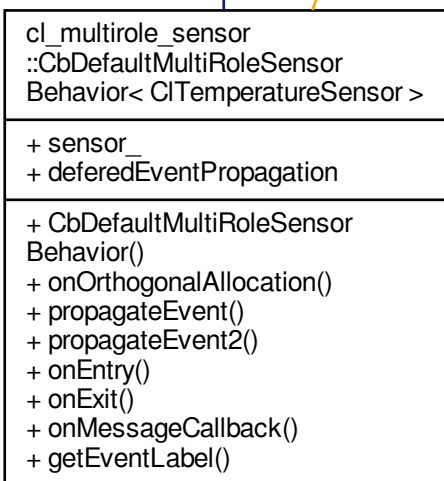 cl_multirole_sensor
::CbDefaultMultiRoleSensor
Behavior< ClTemperatureSensor >
+ sensor_
+ deferedEventPropagation
+ CbDefaultMultiRoleSensor
Behavior()
+ onOrthogonalAllocation()
+ propagateEvent()
+ propagateEvent2()
+ onEntry()
+ onExit()
+ onMessageCallback()
+ getEventLabel()